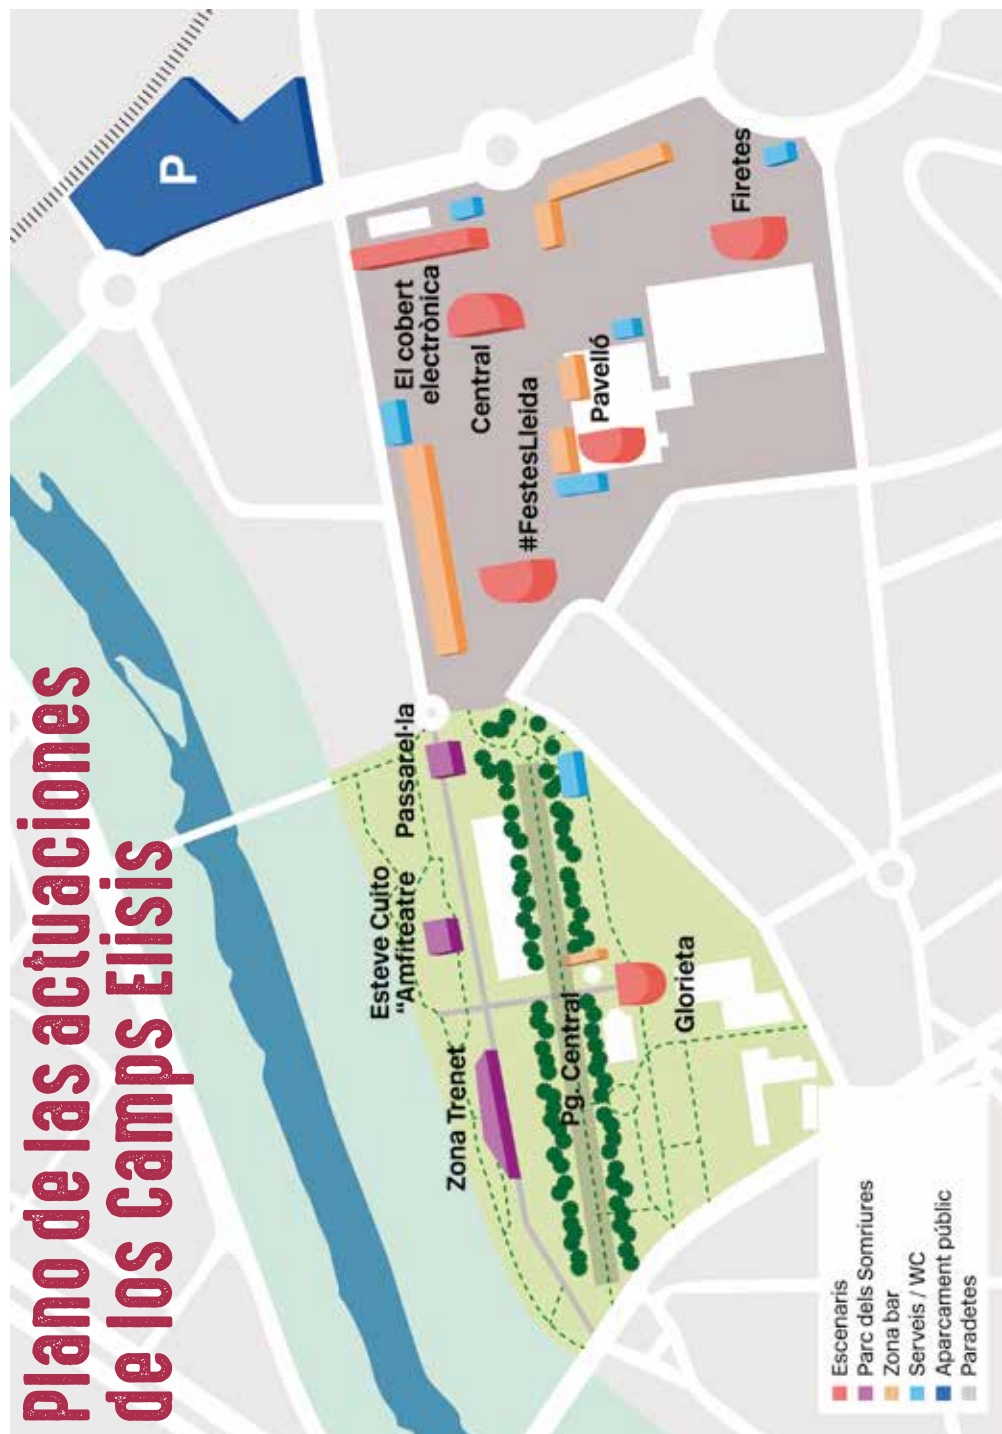 Plano de las actuaciones
de los Camps Elisis
P
El cobert
electrònica
Central
#FestesLleida
Pavelló
Firetes
Passarel·la
Esteve Cuito
"Amfiteatre
Zona Trenet
Pg. Central
Glorieta
Escenaris
Parc dels Somriures
Zona bar
Serveis / WC
Aparcament públic
Paradetes